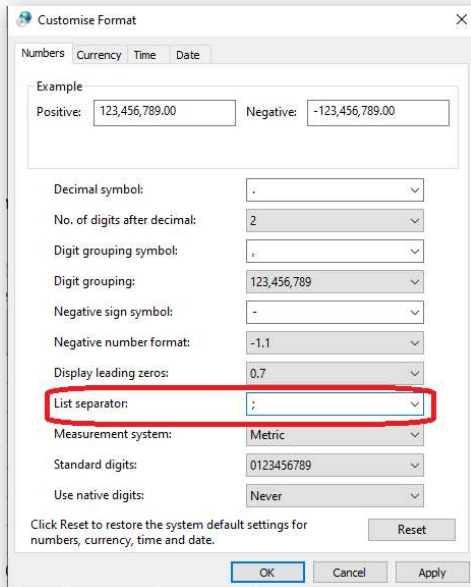 Customise Format
Numbers Currency Time Date
Example
Positive: 123,456,789.00 Negative: -123,456,789.00
Decimal symbol: .
No. of digits after decimal: 2
Digit grouping symbol: ,
Digit grouping: 123,456,789
Negative sign symbol: -
Negative number format: -1.1
Display leading zeros: 0.7
List separator: ;
Measurement system: Metric
Standard digits: 0123456789
Use native digits: Never
Click Reset to restore the system default settings for
numbers, currency, time and date.
Reset
OK Cancel Apply